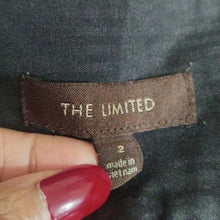 THE LIMITED
2
made in
Vietnam